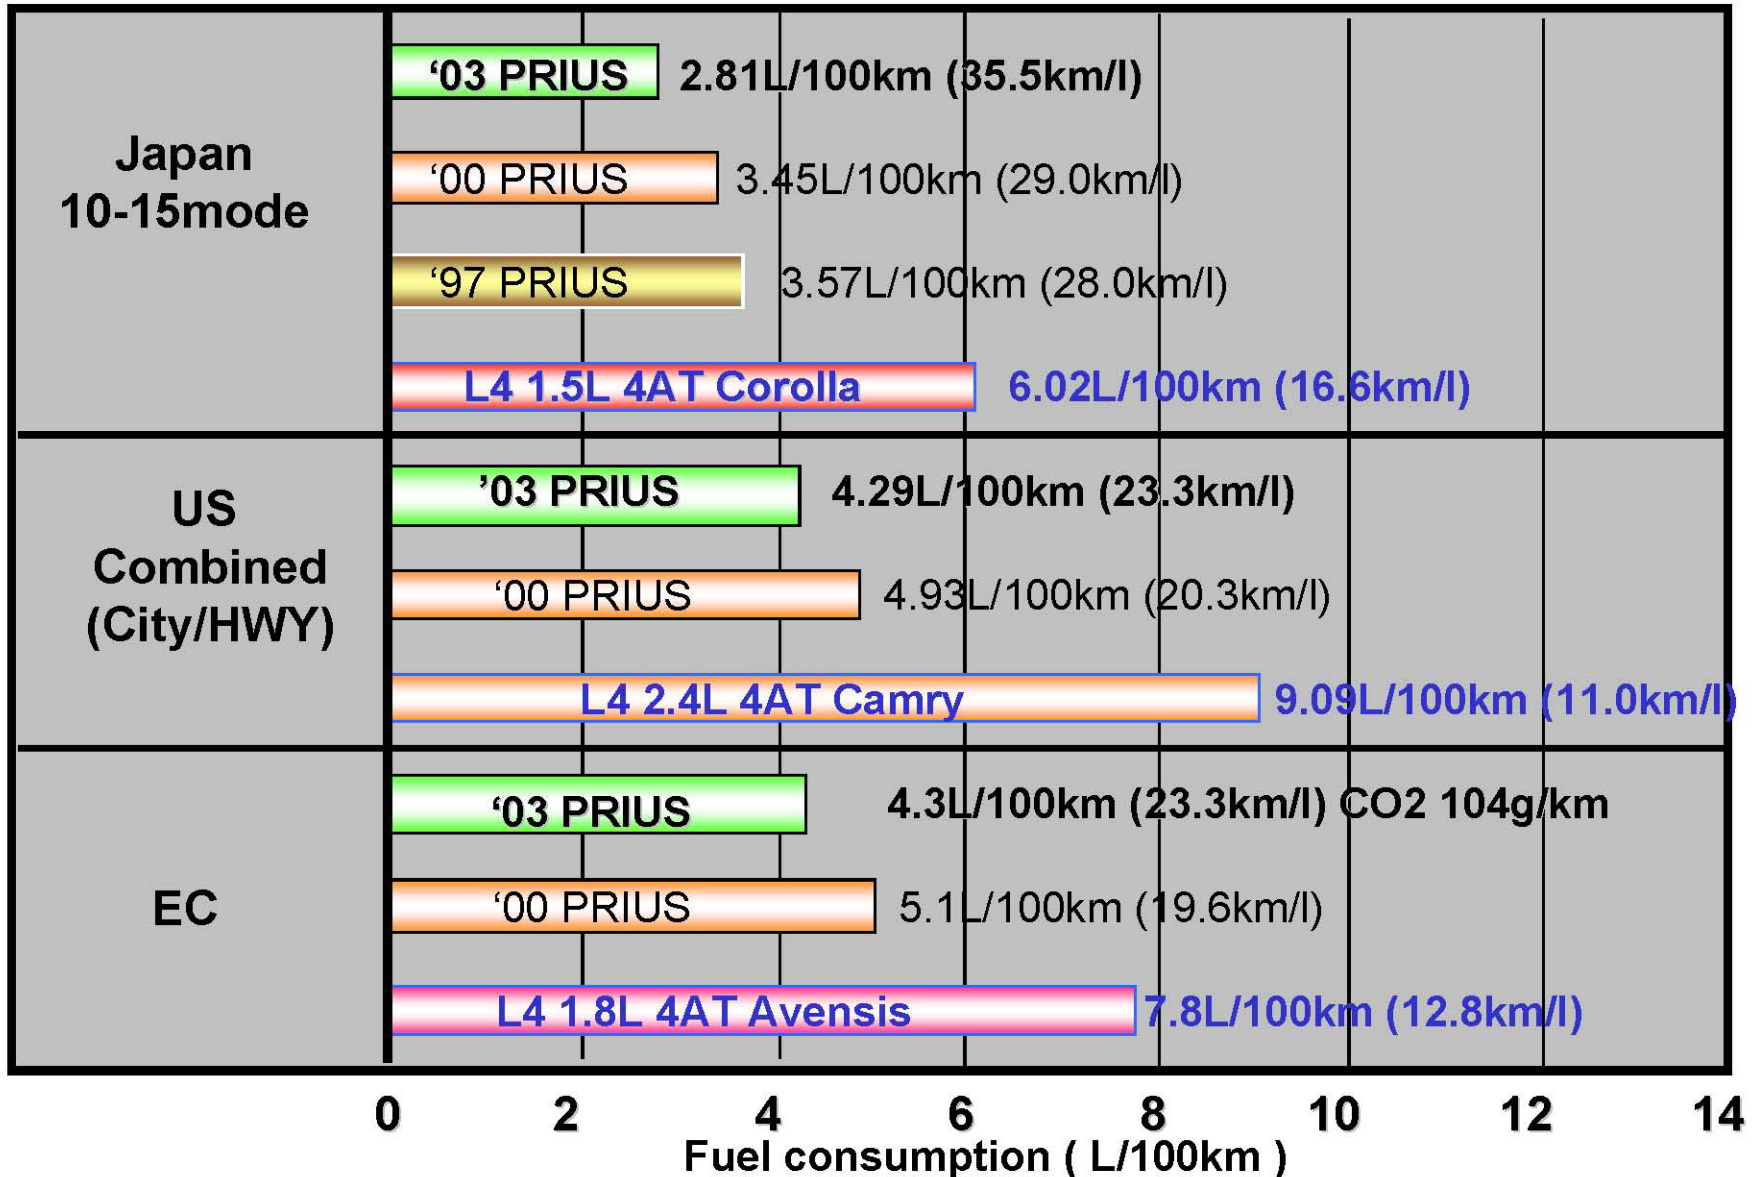 Japan
10-15mode
‘03 PRIUS 2.81L/100km (35.5km/l)
‘00 PRIUS 3.45L/100km (29.0km/l)
‘97 PRIUS 3.57L/100km (28.0km/l)
L4 1.5L 4AT Corolla 6.02L/100km (16.6km/l)
US
Combined
(City/HWY)
’03 PRIUS 4.29L/100km (23.3km/l)
‘00 PRIUS 4.93L/100km (20.3km/l)
L4 2.4L 4AT Camry 9.09L/100km (11.0km/l)
EC
‘03 PRIUS 4.3L/100km (23.3km/l) CO2 104g/km
‘00 PRIUS 5.1L/100km (19.6km/l)
L4 1.8L 4AT Avensis 7.8L/100km (12.8km/l)
0 2 4 6 8 10 12 14
Fuel consumption ( L/100km )